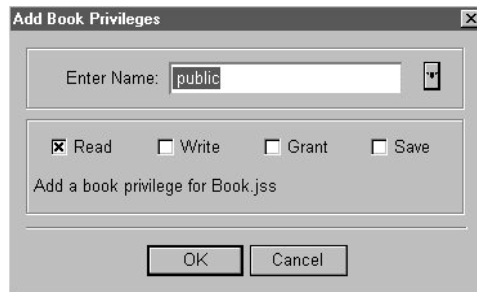 Add Book Privileges
Enter Name: public
Read Write Grant Save
Add a book privilege for Book.jss
OK Cancel